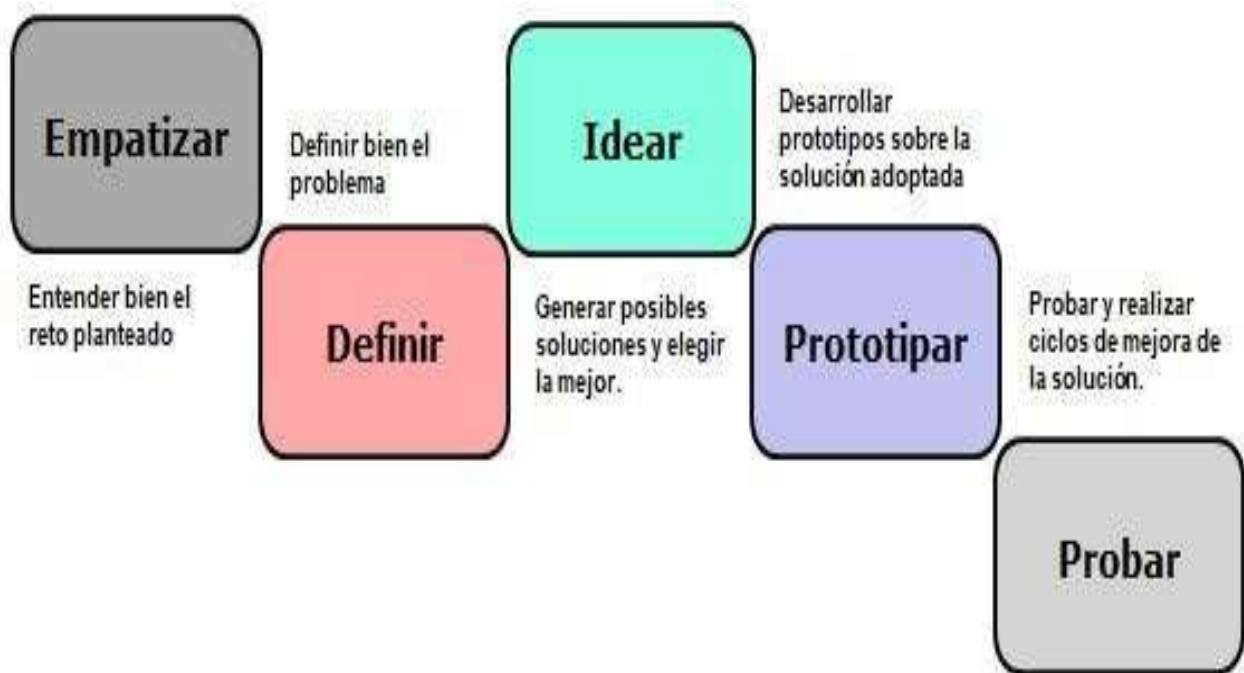 Empatizar
Entender bien el
reto planteado
Definir bien el
problema
Definir
Idear
Generar posibles
soluciones y elegir
la mejor.
Desarrollar
prototipos sobre la
solución adoptada
Prototipar
Probar y realizar
ciclos de mejora de
la solución.
Probar